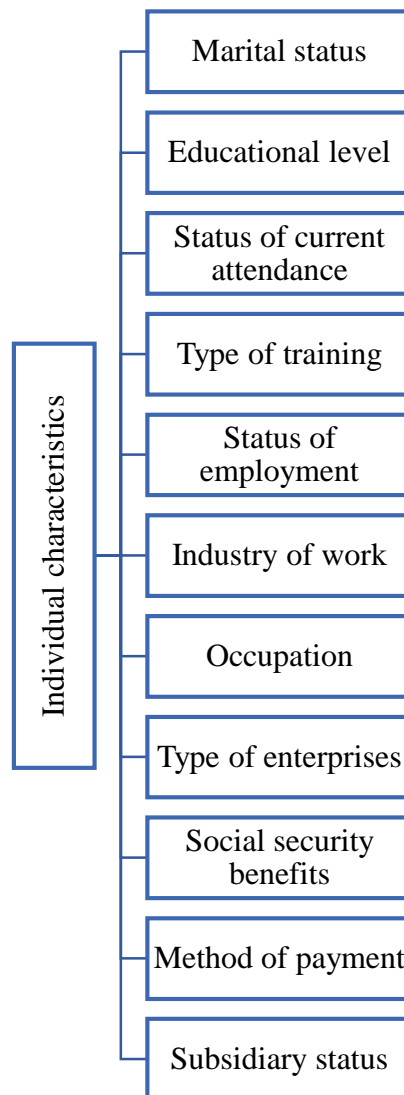 Individual characteristics
Marital status
Educational level
Status of current
attendance
Type of training
Status of
employment
Industry of work
Occupation
Type of enterprises
Social security
benefits
Method of payment
Subsidiary status